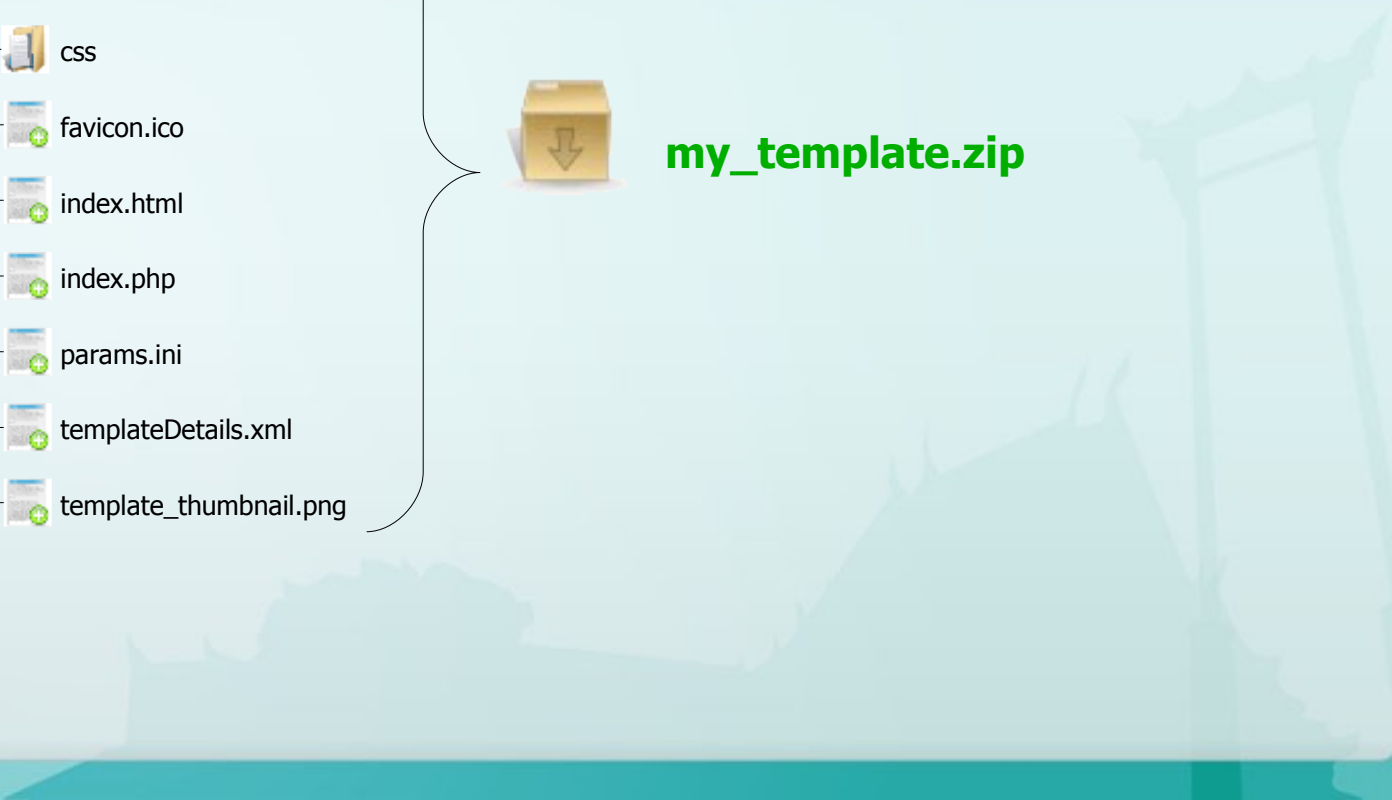 css
favicon.ico
my_template.zip
index.html
index.php
params.ini
templateDetails.xml
template_thumbnail.png